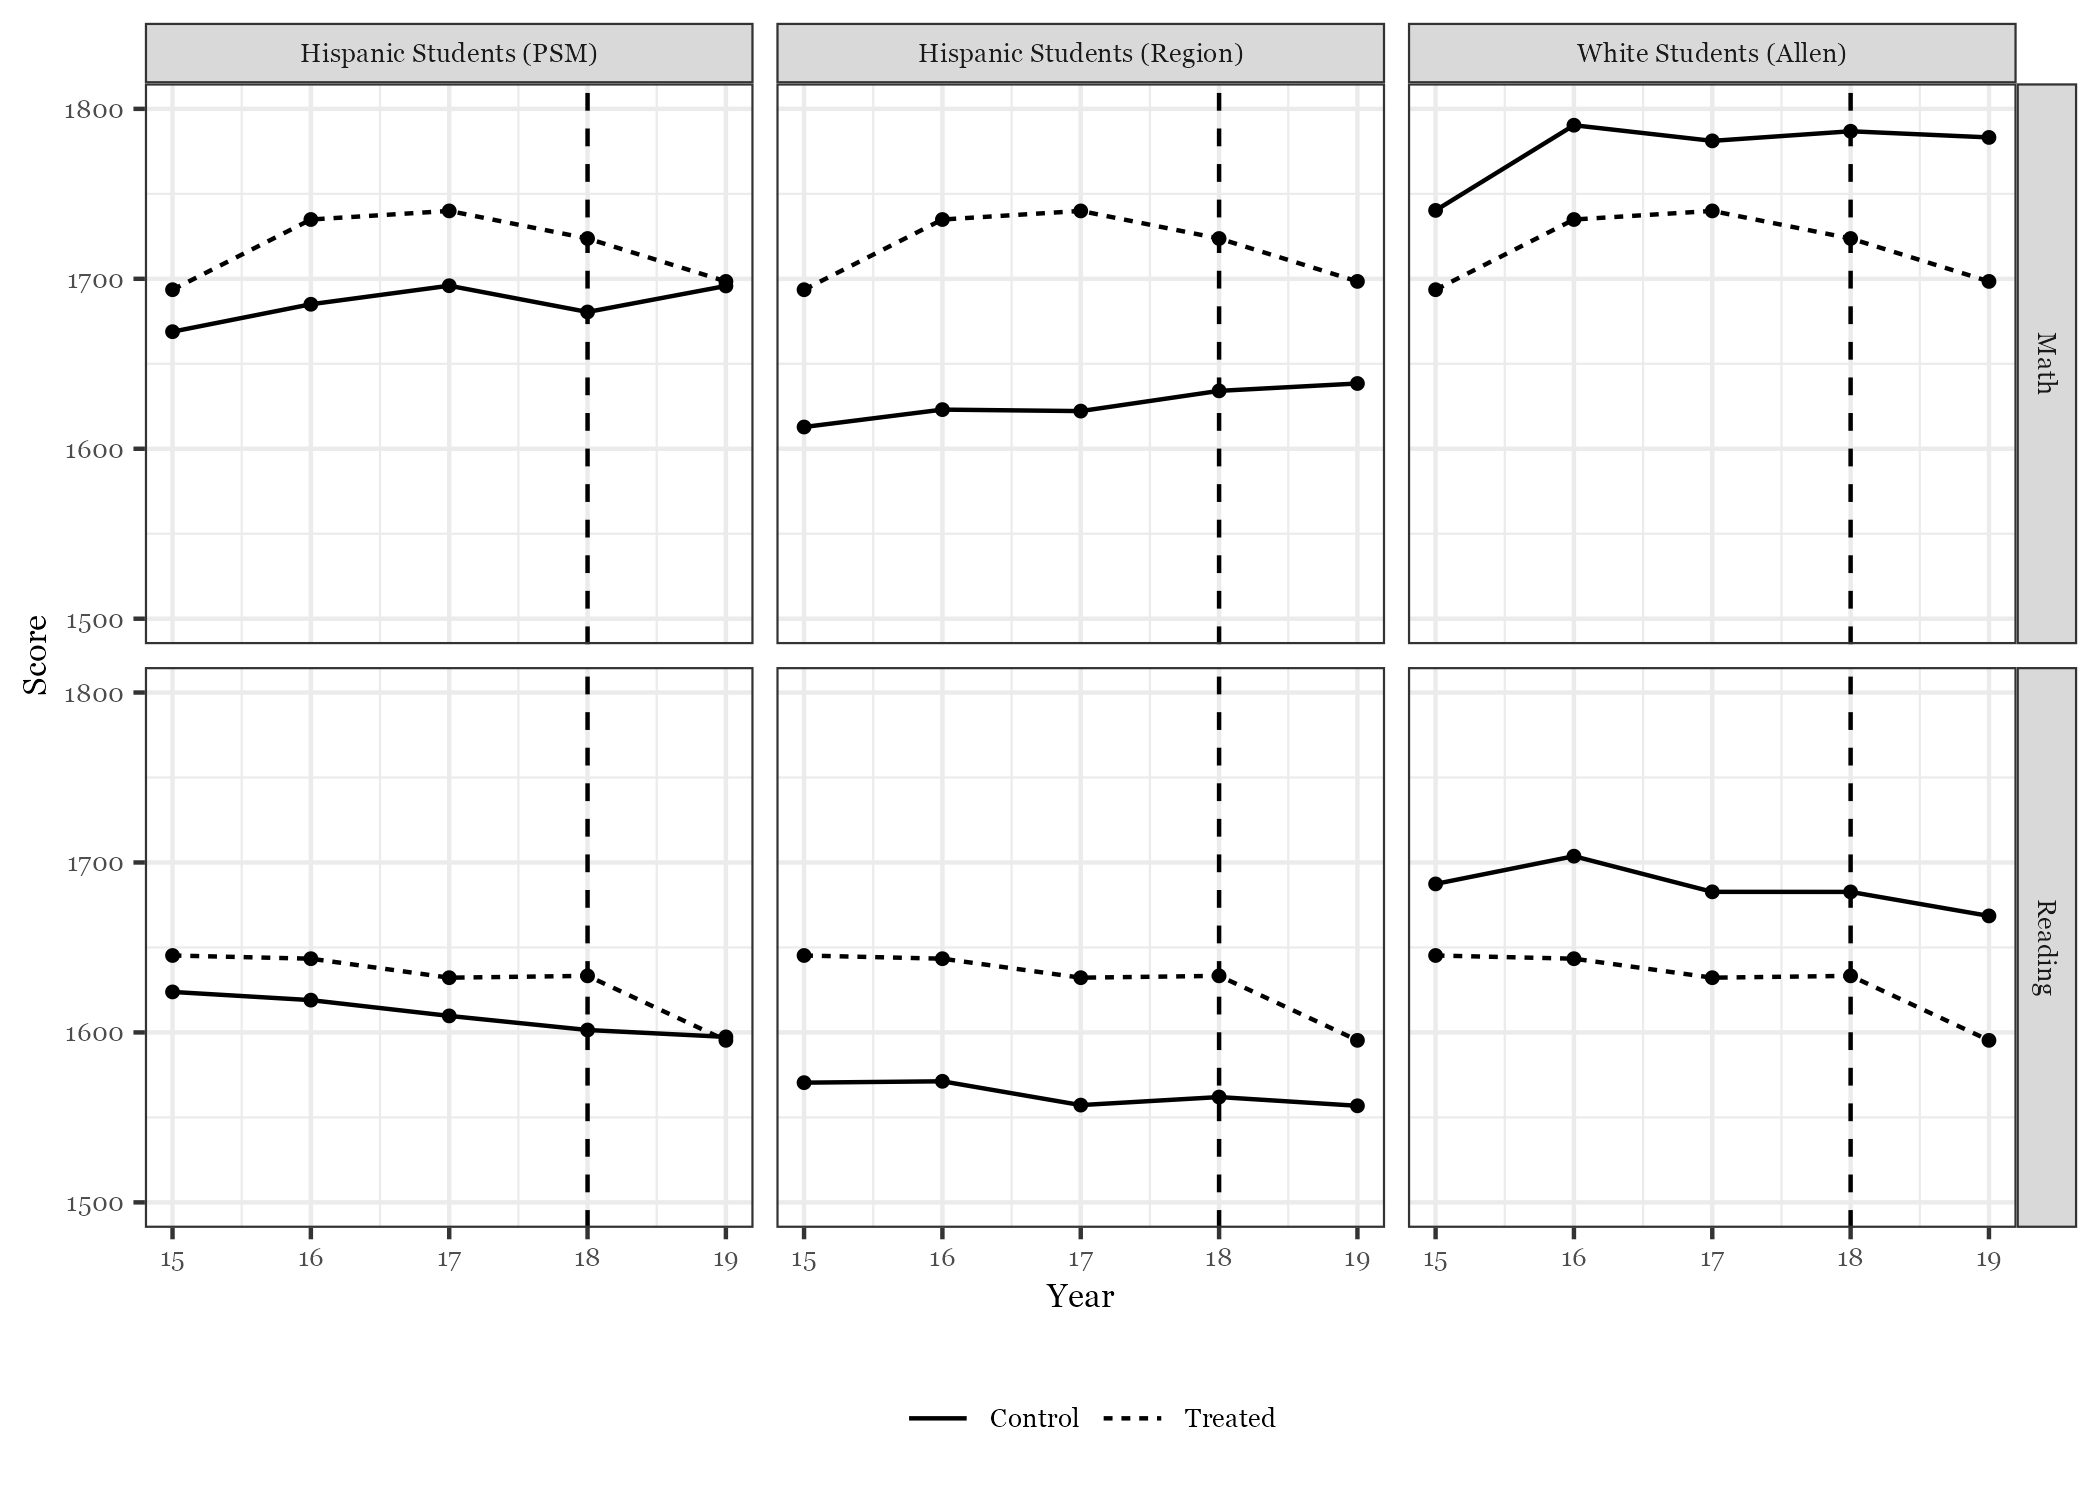 Hispanic Students (PSM)
Hispanic Students (Region)
White Students (Allen)
1800
1700
1600
1500
Math
Score
1800
1700
1600
1500
Reading
15 16 17 18 19
15 16 17 18 19
15 16 17 18 19
Year
Control
Treated